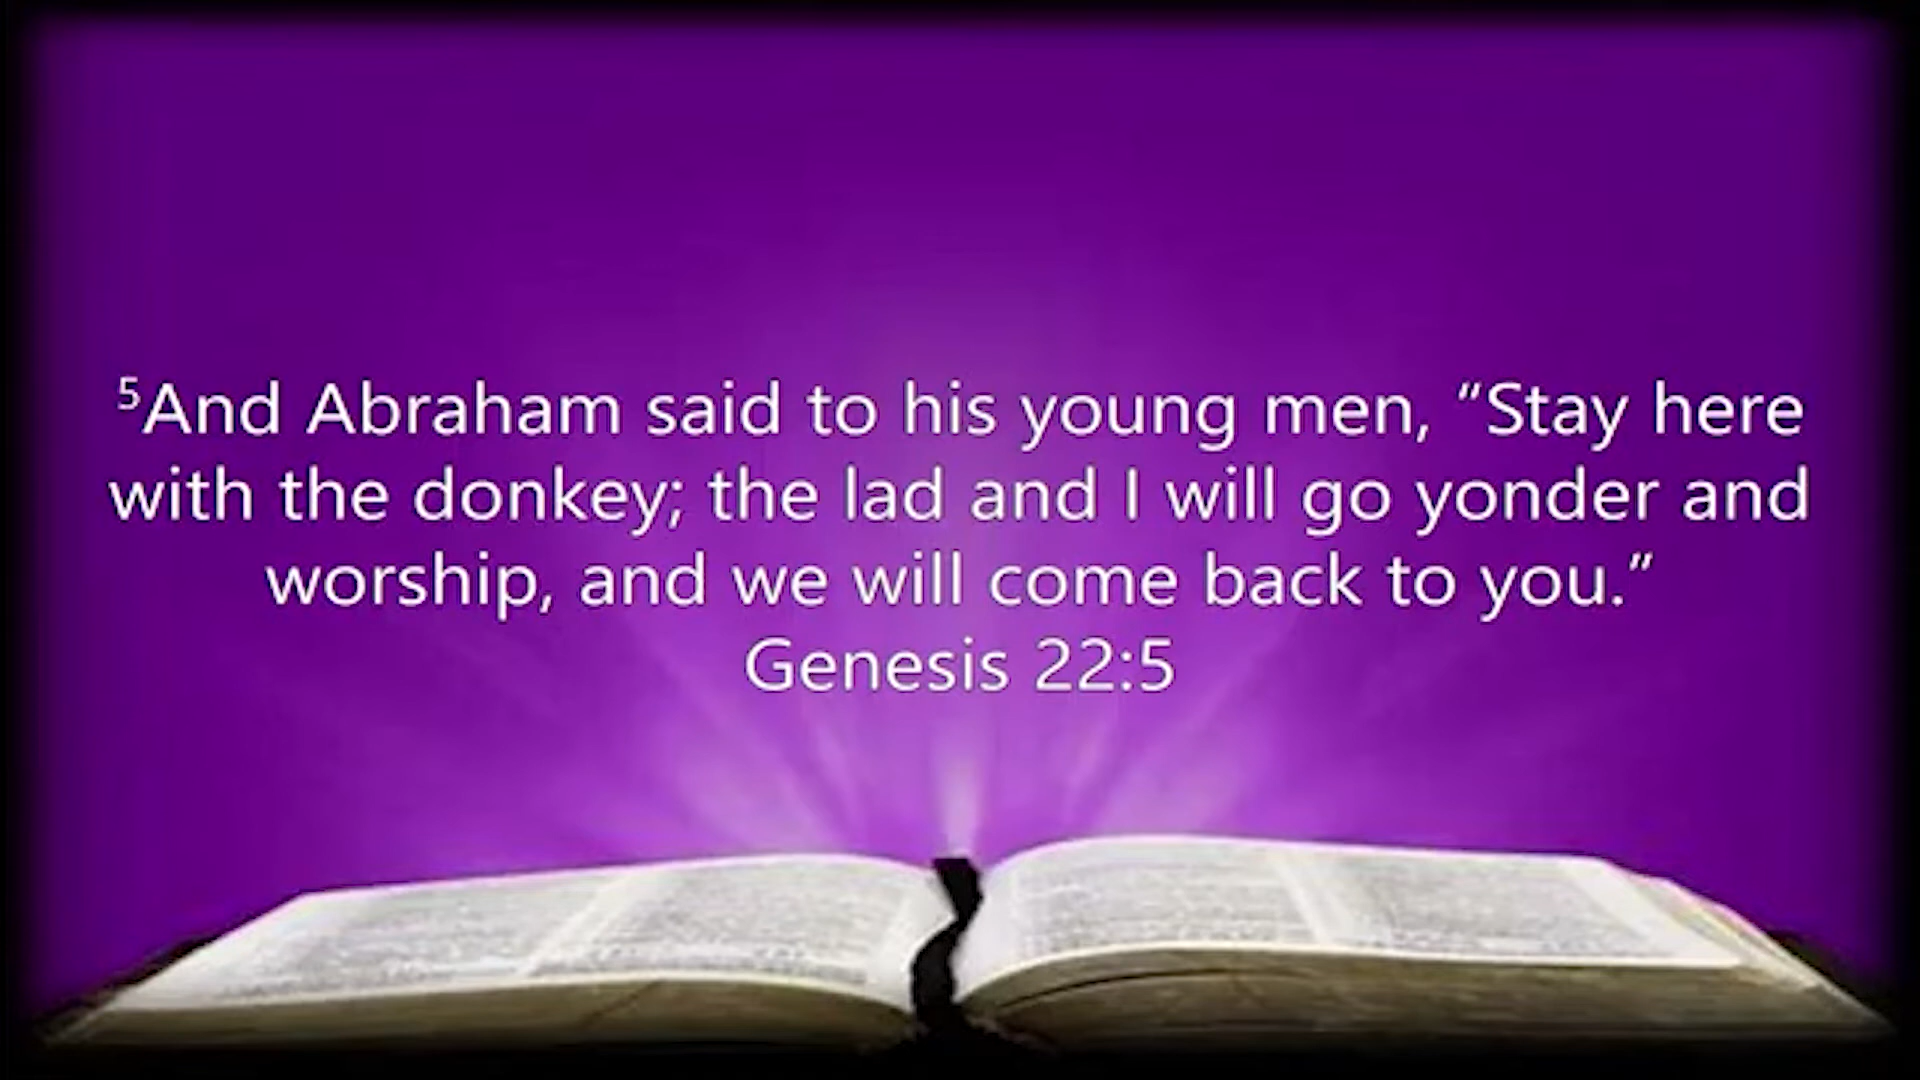 ⁵And Abraham said to his young men, “Stay here
with the donkey; the lad and I will go yonder and
worship, and we will come back to you.”
Genesis 22:5